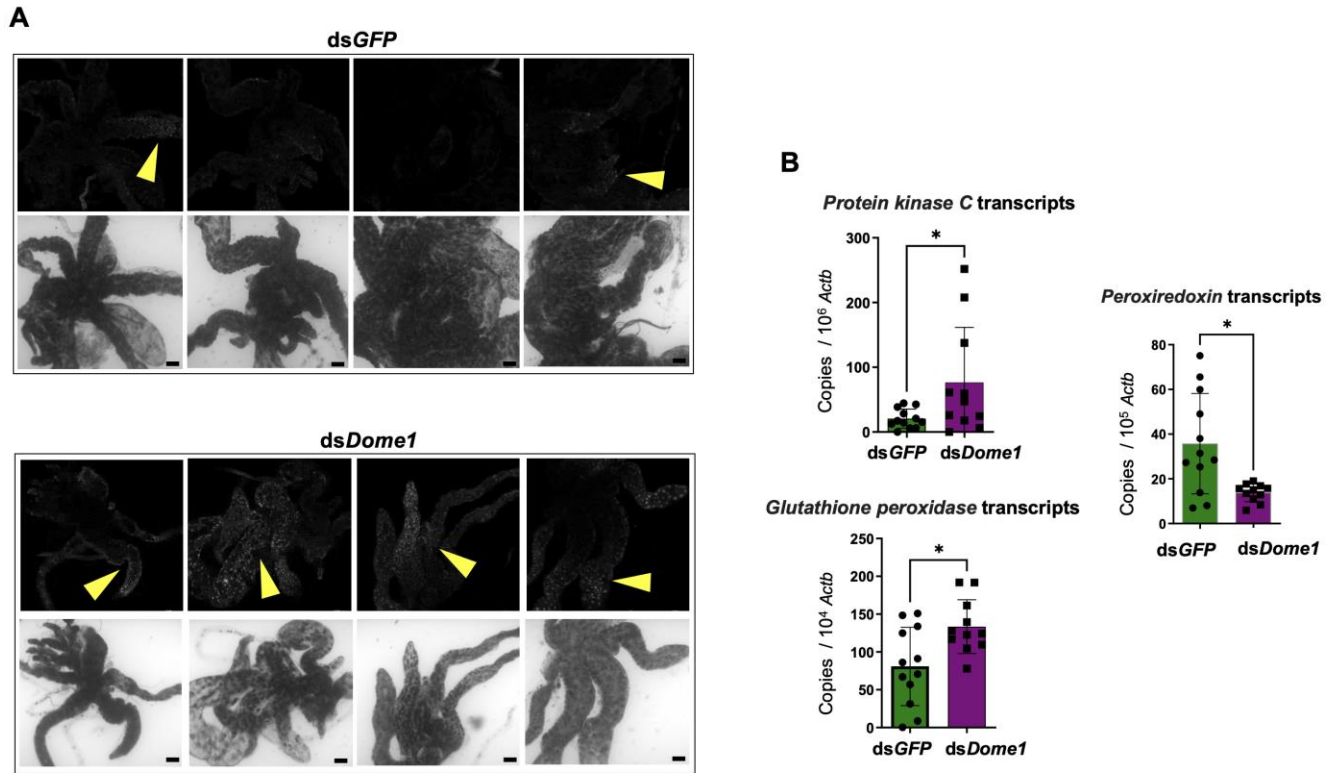 A
dsGFP
dsDome1
B
Protein kinase C transcripts
300
200
100
0
Copies / 10⁶ Actb
*
dsGFP
dsDome1
Peroxiredoxin transcripts
80
60
40
20
0
Copies / 10⁵ Actb
*
dsGFP
dsDome1
Glutathione peroxidase transcripts
250
200
150
100
50
0
Copies / 10⁴ Actb
*
dsGFP
dsDome1